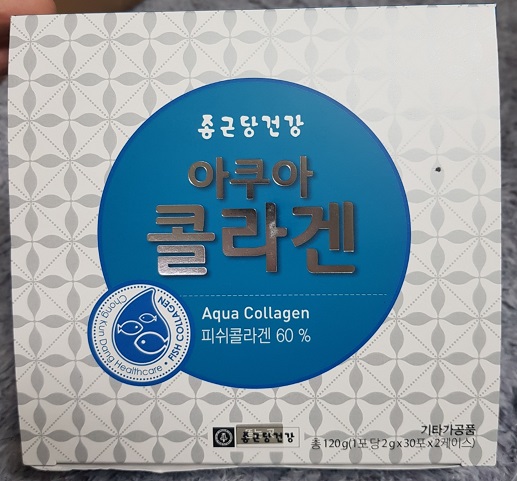 종근당건강
아쿠아
콜라겐
Aqua Collagen
피쉬콜라겐 60 %
Chong Kun Dang Healthcare • FISH COLLAGEN
종근당건강
기타가공품
총 120g(1포당 2g x 30포 x 2케이스)